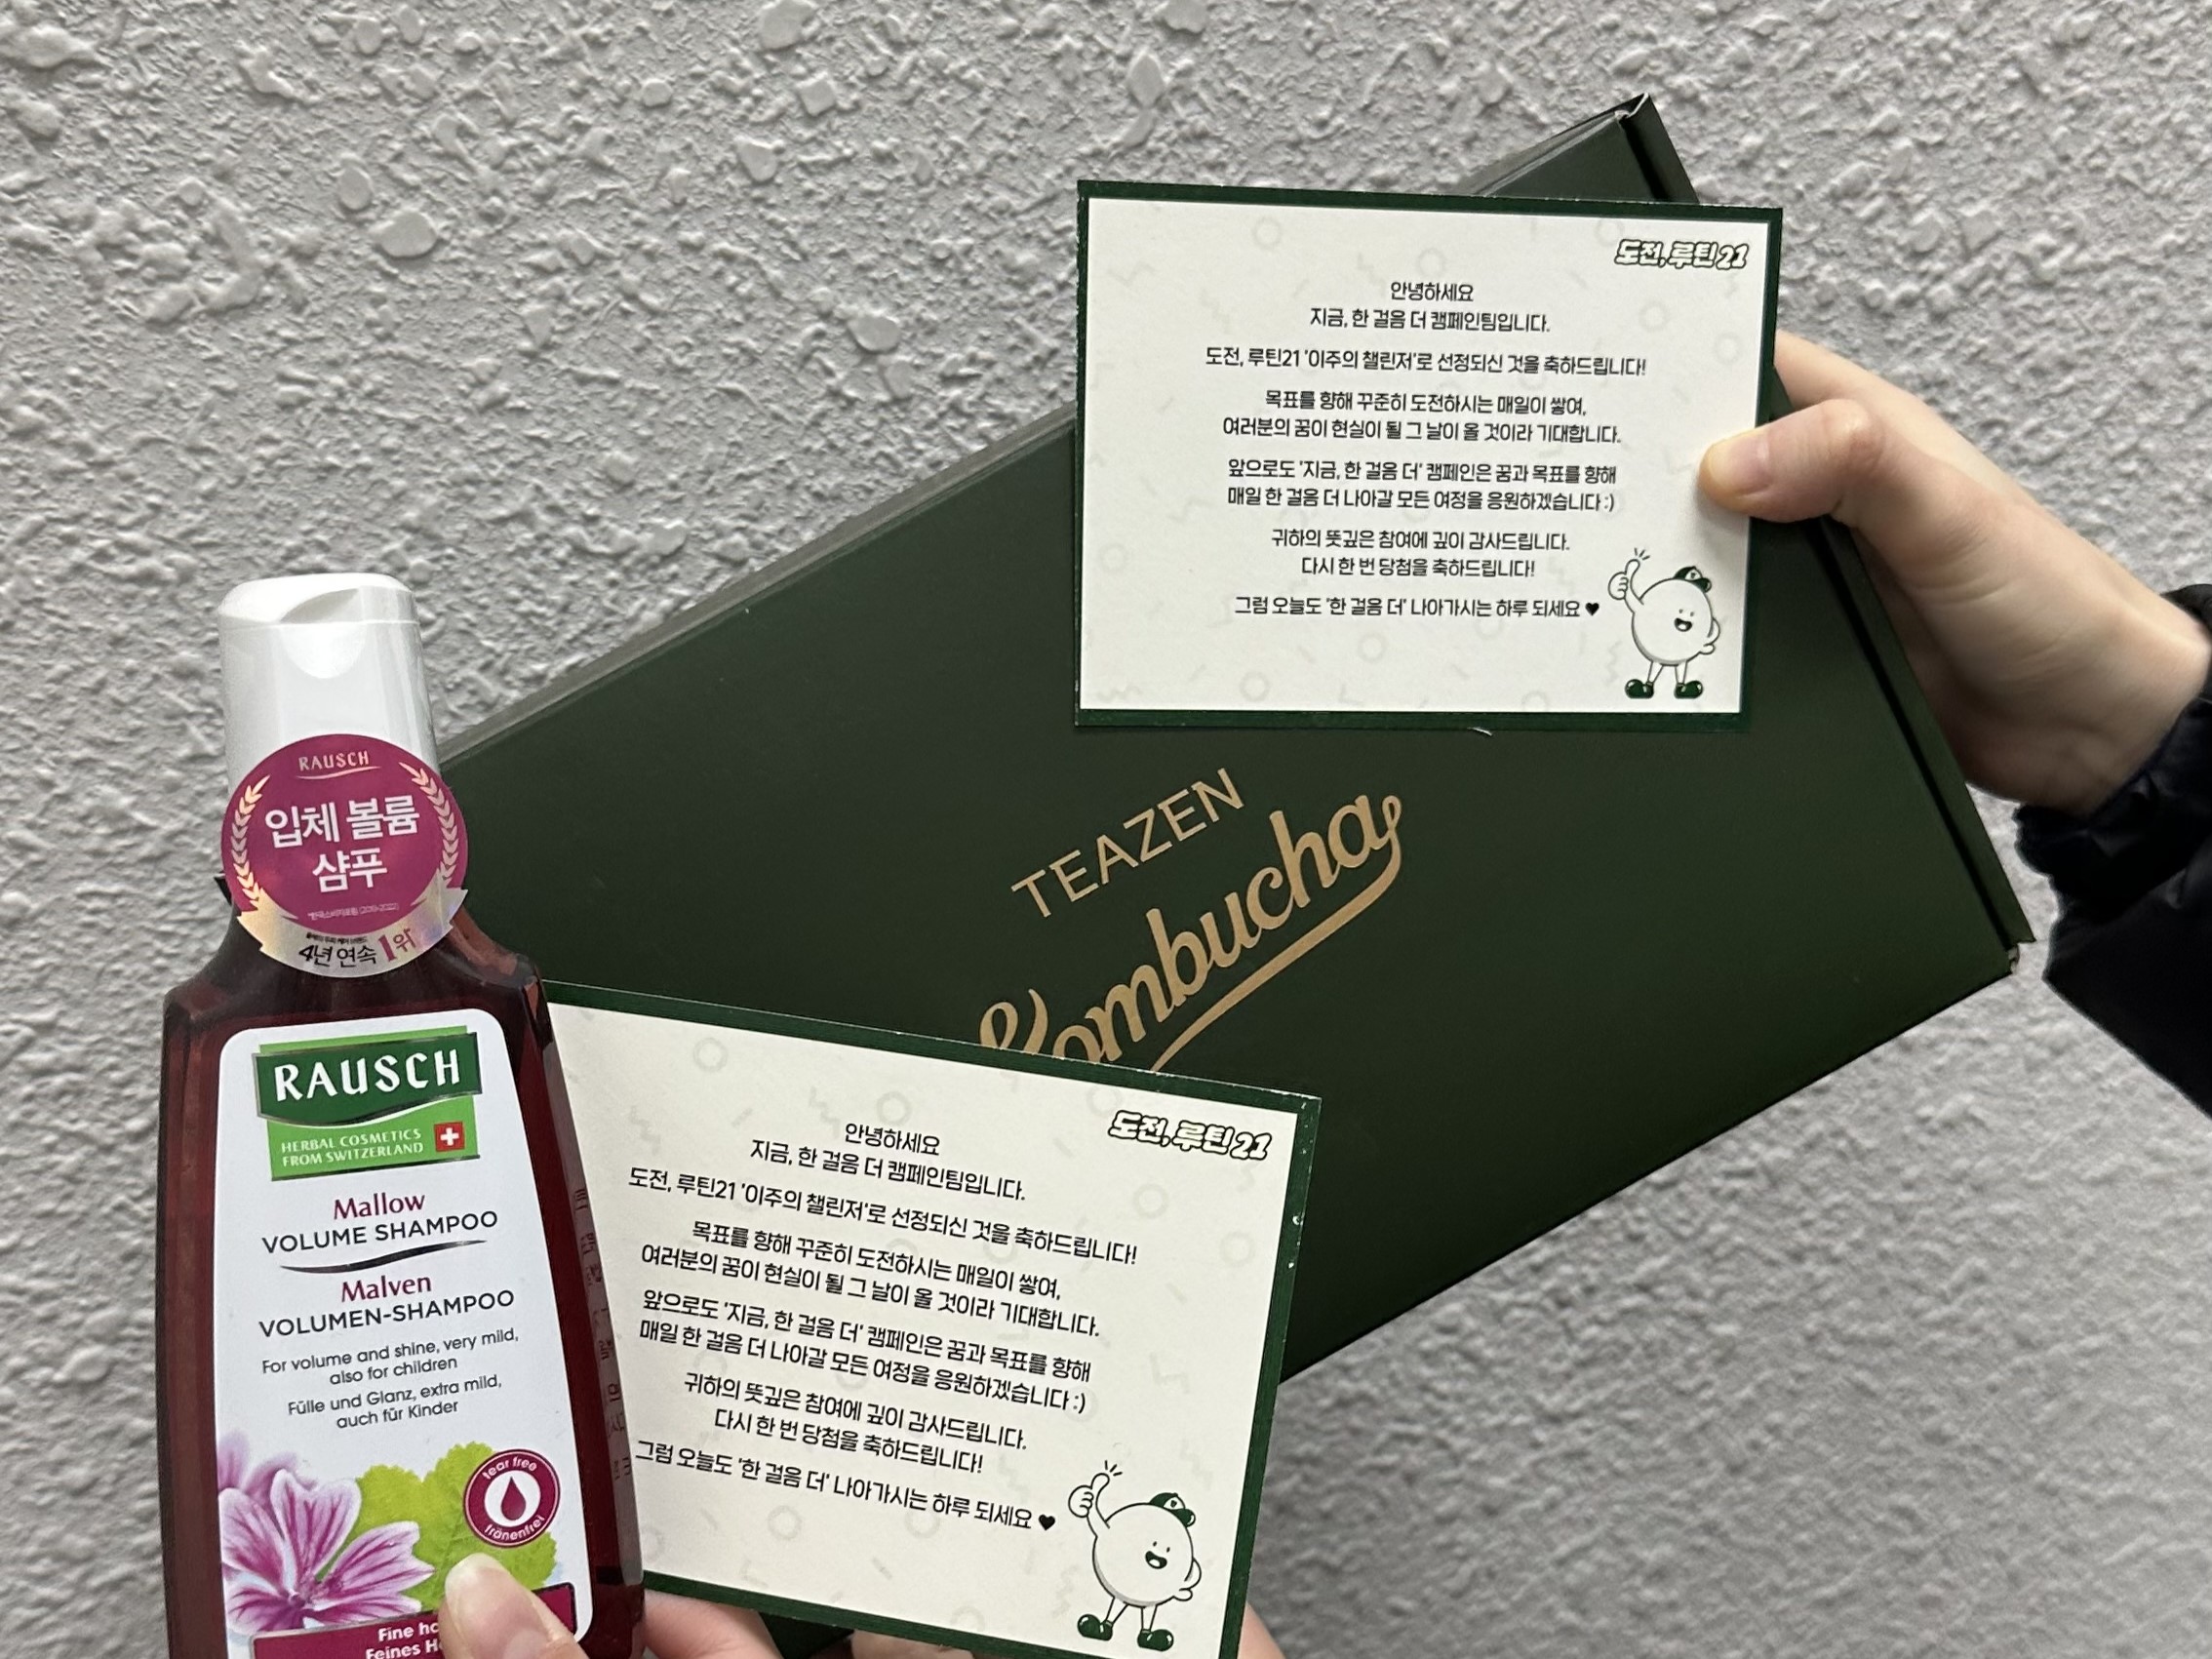 도전, 루틴 21
안녕하세요
지금, 한 걸음 더 캠페인팀입니다.
도전, 루틴21 '이주의 챌린저'로 선정되신 것을 축하드립니다!
목표를 향해 꾸준히 도전하시는 매일이 쌓여,
여러분의 꿈이 현실이 될 그 날이 올 것이라 기대합니다.
앞으로도 '지금, 한 걸음 더' 캠페인은 꿈과 목표를 향해
매일 한 걸음 더 나아갈 모든 여정을 응원하겠습니다 :)
귀하의 뜻깊은 참여에 깊이 감사드립니다.
다시 한 번 당첨을 축하드립니다!
그럼 오늘도 '한 걸음 더' 나아가시는 하루 되세요 ♥
TEAZEN
Kombucha
RAUSCH
입체 볼륨
샴푸
4년 연속 1위
RAUSCH
HERBAL COSMETICS
FROM SWITZERLAND
Mallow
VOLUME SHAMPOO
Malven
VOLUMEN-SHAMPOO
For volume and shine, very mild,
also for children
Fülle und Glanz, extra mild,
auch für Kinder
tear free
tränenfrei
Fine
Feines
도전, 루틴 21
안녕하세요
지금, 한 걸음 더 캠페인팀입니다.
도전, 루틴21 '이주의 챌린저'로 선정되신 것을 축하드립니다!
목표를 향해 꾸준히 도전하시는 매일이 쌓여,
여러분의 꿈이 현실이 될 그 날이 올 것이라 기대합니다.
앞으로도 '지금, 한 걸음 더' 캠페인은 꿈과 목표를 향해
매일 한 걸음 더 나아갈 모든 여정을 응원하겠습니다 :)
귀하의 뜻깊은 참여에 깊이 감사드립니다.
다시 한 번 당첨을 축하드립니다!
그럼 오늘도 '한 걸음 더' 나아가시는 하루 되세요 ♥